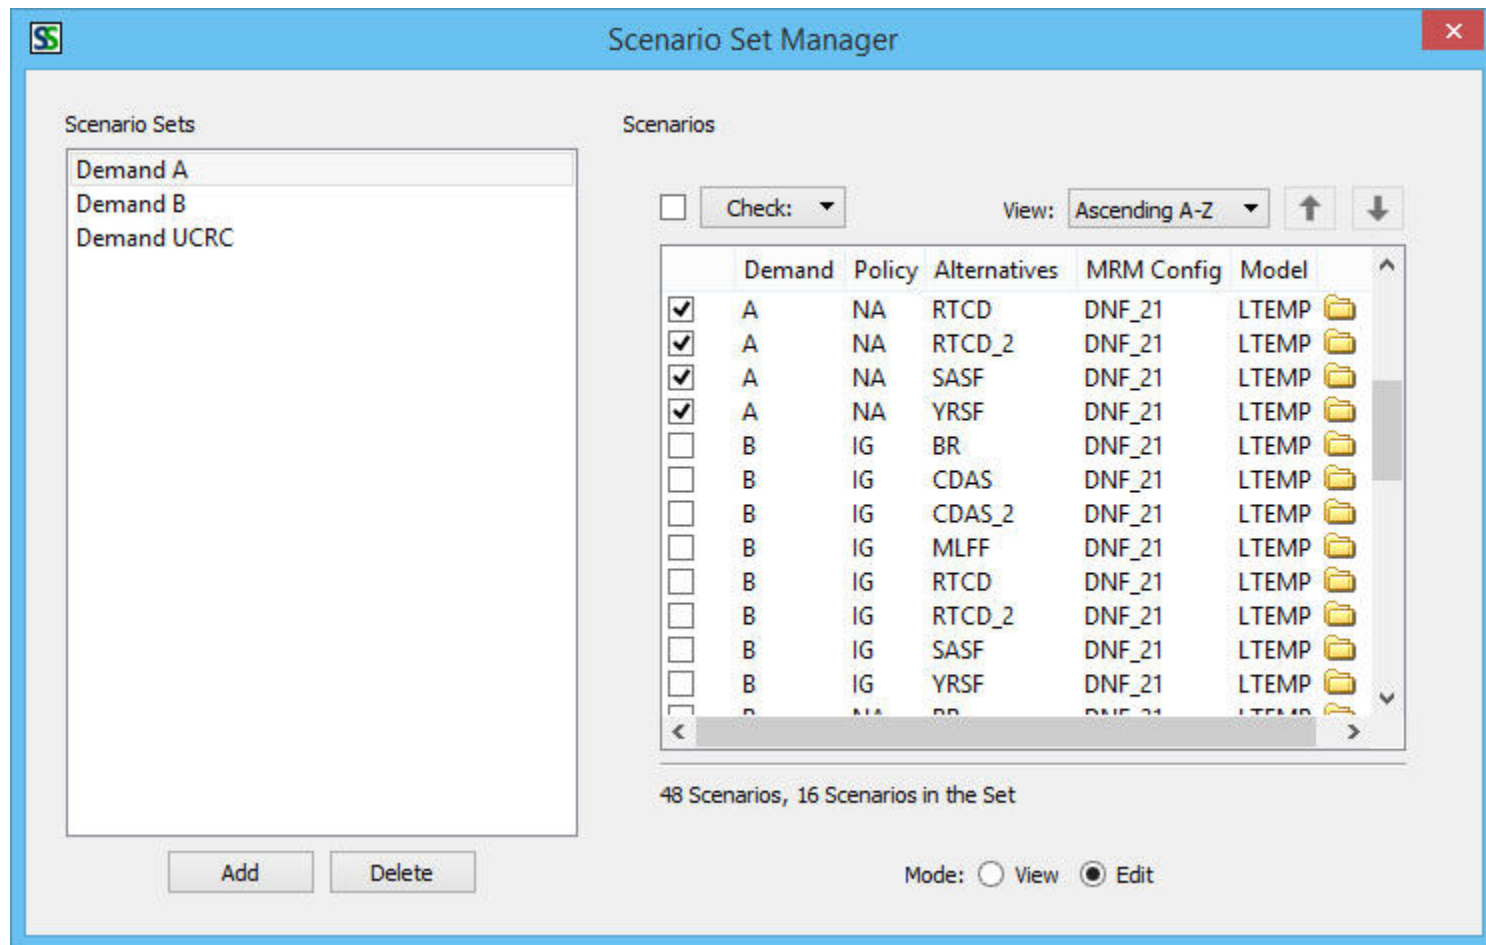 SS
Scenario Set Manager
Scenario Sets
Demand A
Demand B
Demand UCRC
Add
Delete
Scenarios
Check:
View: Ascending A-Z
Demand Policy Alternatives MRM Config Model
A NA RTCD DNF_21 LTEMP
A NA RTCD_2 DNF_21 LTEMP
A NA SASF DNF_21 LTEMP
A NA YRSF DNF_21 LTEMP
B IG BR DNF_21 LTEMP
B IG CDAS DNF_21 LTEMP
B IG CDAS_2 DNF_21 LTEMP
B IG MLFF DNF_21 LTEMP
B IG RTCD DNF_21 LTEMP
B IG RTCD_2 DNF_21 LTEMP
B IG SASF DNF_21 LTEMP
B IG YRSF DNF_21 LTEMP
48 Scenarios, 16 Scenarios in the Set
Mode: View Edit